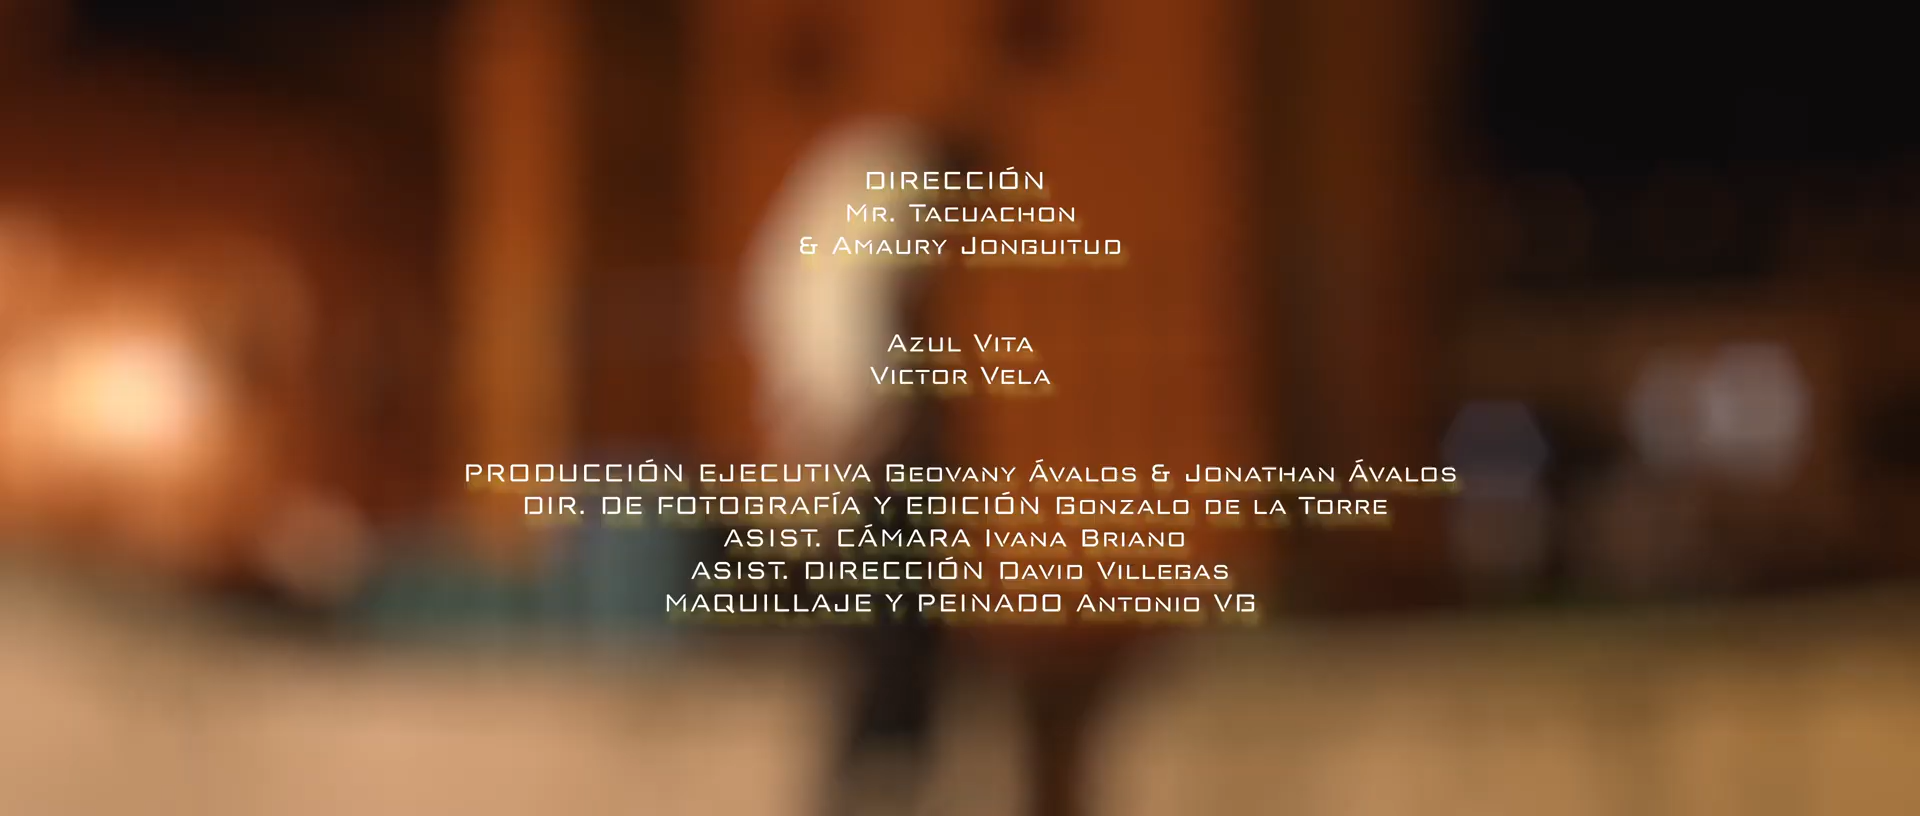 DIRECCIÓN
Mr. Tacuachon
& Amaury Jonguitud
Azul Vita
Victor Vela
PRODUCCIÓN EJECUTIVA Geovany Ávalos & Jonathan Ávalos
DIR. DE FOTOGRAFÍA Y EDICIÓN Gonzalo de la Torre
ASIST. CÁMARA Ivana Briano
ASIST. DIRECCIÓN David Villegas
MAQUILLAJE Y PEINADO Antonio VG